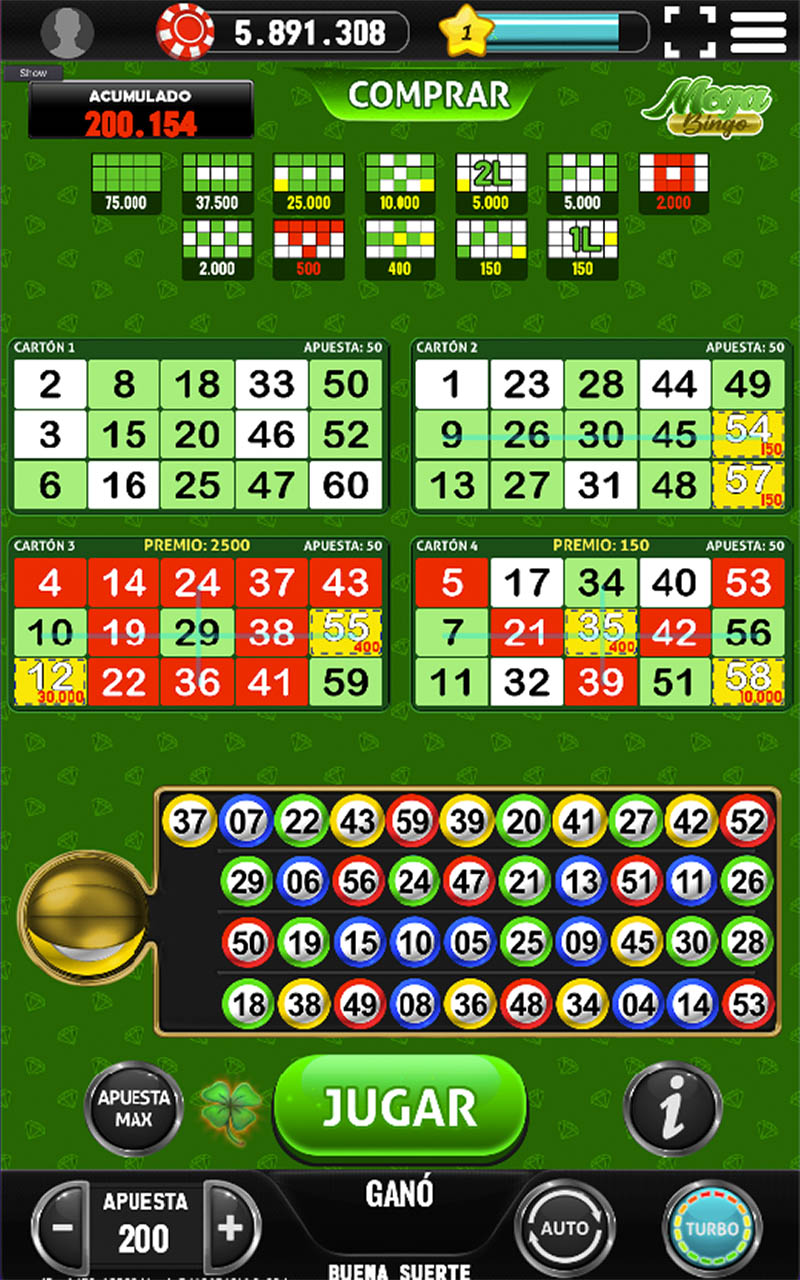 5.891.308
1
Show
ACUMULADO
200.154
COMPRAR
Mega
Bingo
75.000 37.500 25.000 10.000 2L 5.000 5.000 2.000
2.000 500 400 150 1L 150
CARTÓN 1 APUESTA: 50
2 8 18 33 50
3 15 20 46 52
6 16 25 47 60
CARTÓN 2 APUESTA: 50
1 23 28 44 49
9 26 30 45 54 150
13 27 31 48 57 150
CARTÓN 3 PREMIO: 2500 APUESTA: 50
4 14 24 37 43
10 19 29 38 55 400
12 30,000 22 36 41 59
CARTÓN 4 PREMIO: 150 APUESTA: 50
5 17 34 40 53
7 21 35 400 42 56
11 32 39 51 58 10,000
37 07 22 43 59 39 20 41 27 42 52
29 06 56 24 47 21 13 51 11 26
50 19 15 10 05 25 09 45 30 28
18 38 49 08 36 48 34 04 14 53
APUESTA
MAX
JUGAR
i
APUESTA
- 200 +
GANÓ
AUTO
TURBO
BUENA SUERTE